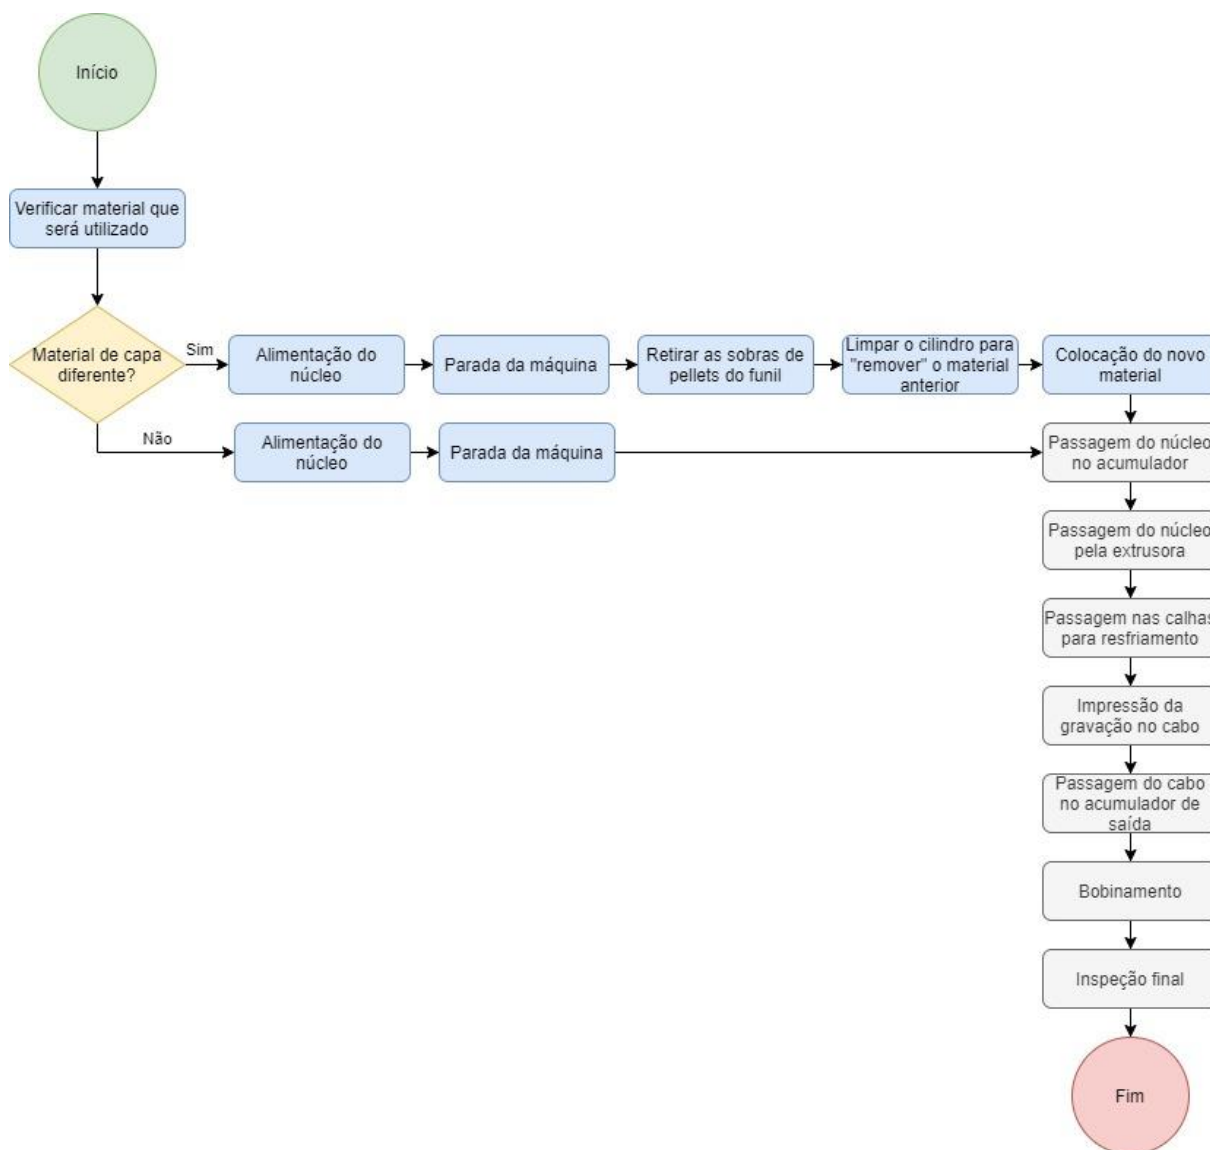 Início
Verificar material que
será utilizado
Material de capa
diferente?
Sim
Alimentação do
núcleo
Parada da máquina
Retirar as sobras de
pellets do funil
Limpar o cilindro para
"remover" o material
anterior
Colocação do novo
material
Não
Alimentação do
núcleo
Parada da máquina
Passagem do núcleo
no acumulador
Passagem do núcleo
pela extrusora
Passagem nas calhas
para resfriamento
Impressão da
gravação no cabo
Passagem do cabo
no acumulador de
saída
Bobinamento
Inspeção final
Fim